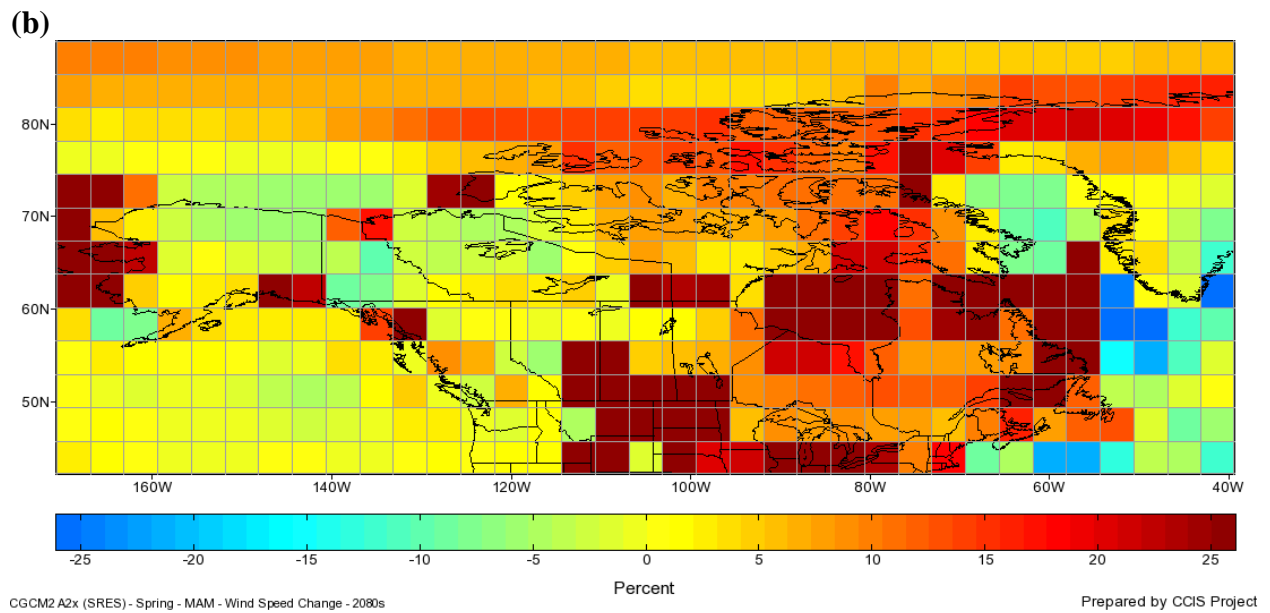 (b)
80N
70N
60N
50N
160W 140W 120W 100W 80W 60W 40W
-25 -20 -15 -10 -5 0 5 10 15 20 25
Percent
CGCM2 A2x (SRES) - Spring - MAM - Wind Speed Change - 2080s
Prepared by CCIS Project